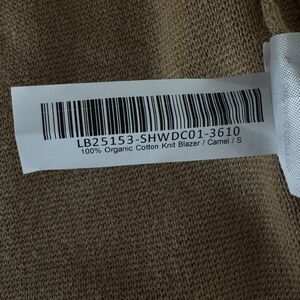 LB25153-SHWDC01-3610
100% Organic Cotton Knit Blazer / Camel / S